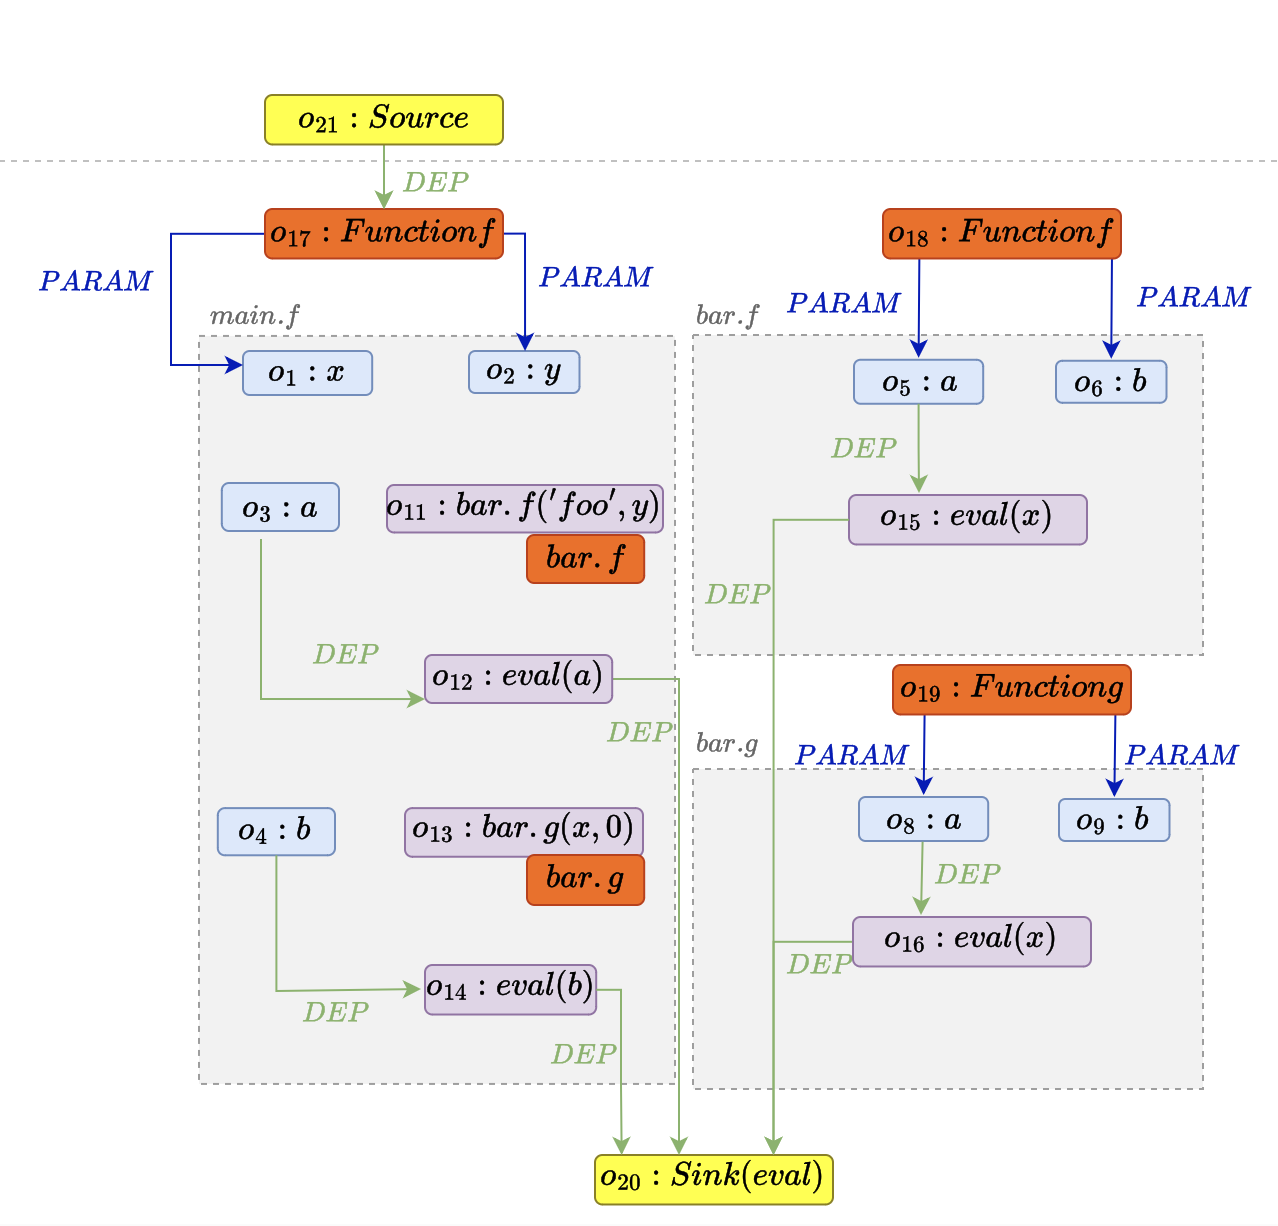 o21 : Source
DEP
o17 : Functionf
o18 : Functionf
PARAM
PARAM
PARAM
PARAM
main.f
bar.f
o1 : x
o2 : y
o5 : a
o6 : b
DEP
o3 : a
o11 : bar.f('foo', y)
bar.f
o15 : eval(x)
DEP
DEP
o12 : eval(a)
o19 : Functiong
DEP
bar.g
PARAM
PARAM
o4 : b
o13 : bar.g(x, 0)
bar.g
o8 : a
o9 : b
DEP
o16 : eval(x)
DEP
o14 : eval(b)
DEP
DEP
o20 : Sink(eval)